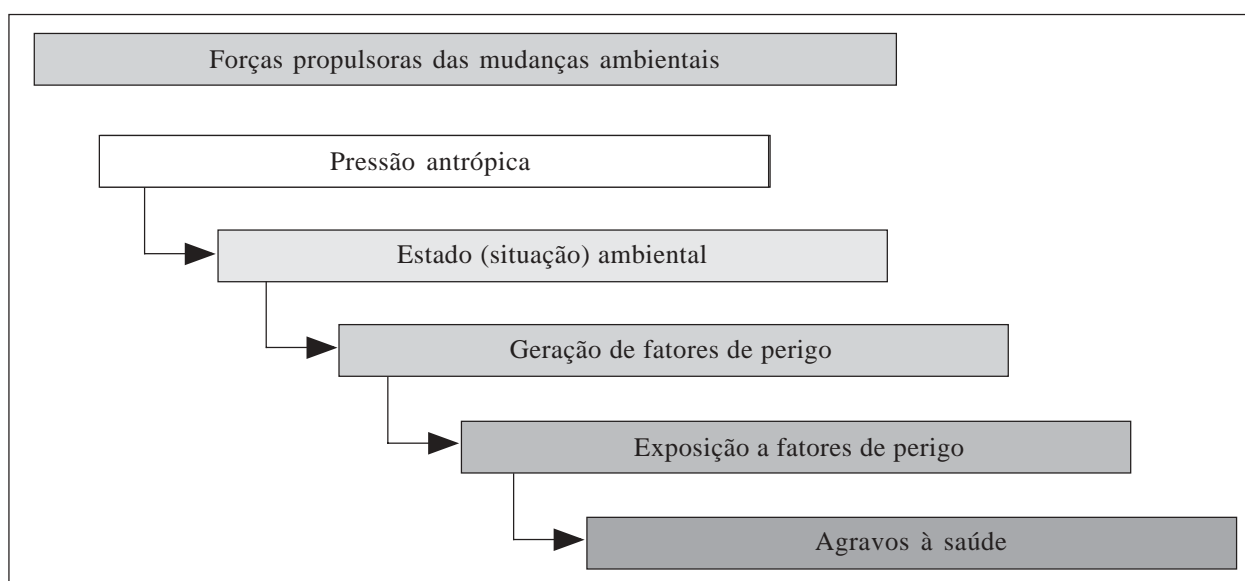 Forças propulsoras das mudanças ambientais
Pressão antrópica
Estado (situação) ambiental
Geração de fatores de perigo
Exposição a fatores de perigo
Agravos à saúde